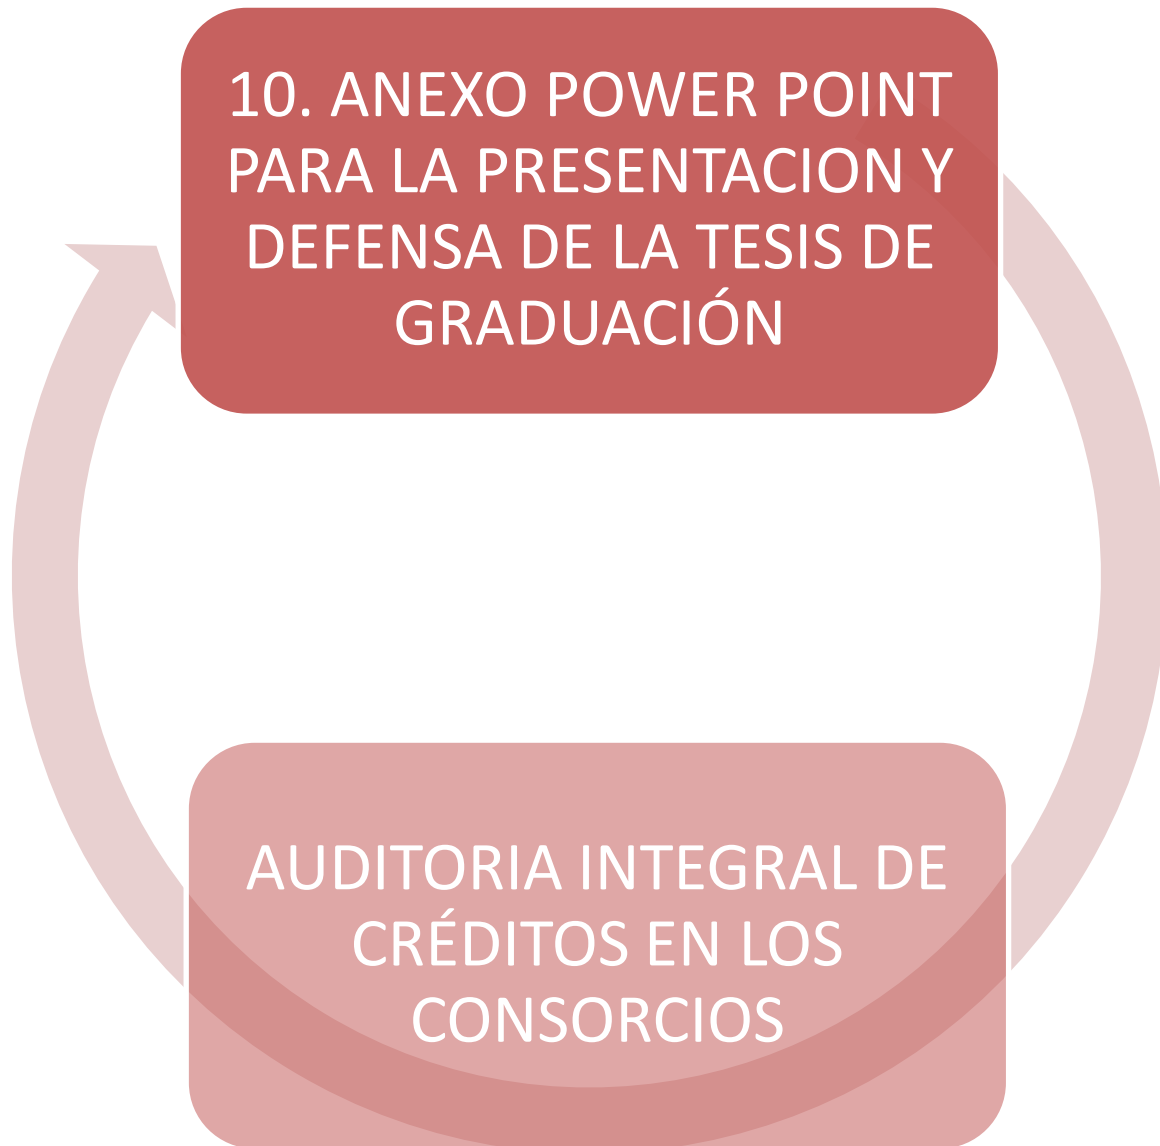 10. ANEXO POWER POINT
PARA LA PRESENTACION Y
DEFENSA DE LA TESIS DE
GRADUACIÓN
AUDITORIA INTEGRAL DE
CRÉDITOS EN LOS
CONSORCIOS